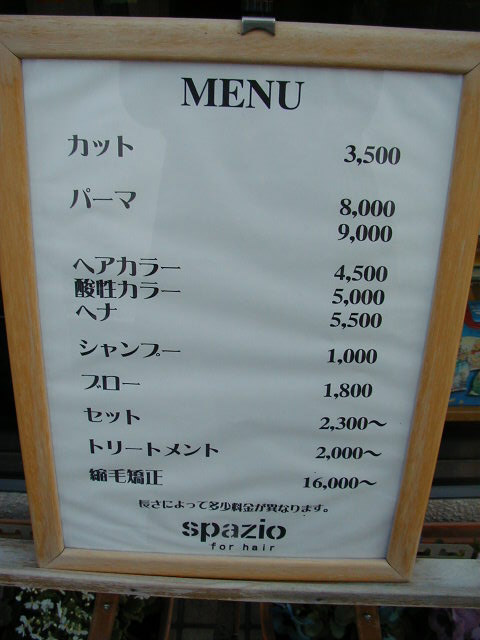 MENU
カット 3,500
パーマ 8,000
9,000
ヘアカラー 4,500
酸性カラー 5,000
ヘナ 5,500
シャンプー 1,000
ブロー 1,800
セット 2,300〜
トリートメント 2,000〜
縮毛矯正 16,000〜
長さによって多少料金が異なります。
spazio
for hair